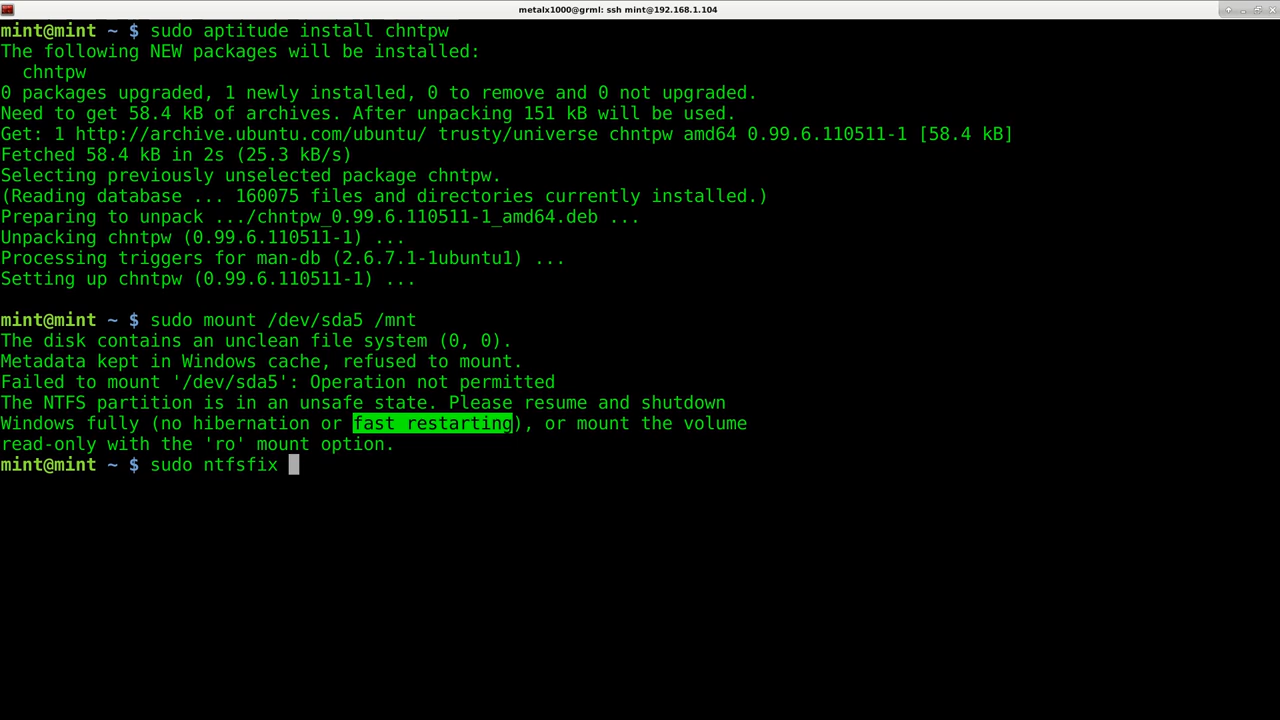 metalx1000@grml: ssh mint@192.168.1.104
mint@mint ~ $ sudo aptitude install chntpw
The following NEW packages will be installed:
  chntpw
0 packages upgraded, 1 newly installed, 0 to remove and 0 not upgraded.
Need to get 58.4 kB of archives. After unpacking 151 kB will be used.
Get: 1 http://archive.ubuntu.com/ubuntu/ trusty/universe chntpw amd64 0.99.6.110511-1 [58.4 kB]
Fetched 58.4 kB in 2s (25.3 kB/s)
Selecting previously unselected package chntpw.
(Reading database ... 160075 files and directories currently installed.)
Preparing to unpack .../chntpw_0.99.6.110511-1_amd64.deb ...
Unpacking chntpw (0.99.6.110511-1) ...
Processing triggers for man-db (2.6.7.1-1ubuntu1) ...
Setting up chntpw (0.99.6.110511-1) ...

mint@mint ~ $ sudo mount /dev/sda5 /mnt
The disk contains an unclean file system (0, 0).
Metadata kept in Windows cache, refused to mount.
Failed to mount '/dev/sda5': Operation not permitted
The NTFS partition is in an unsafe state. Please resume and shutdown
Windows fully (no hibernation or fast restarting), or mount the volume
read-only with the 'ro' mount option.
mint@mint ~ $ sudo ntfsfix